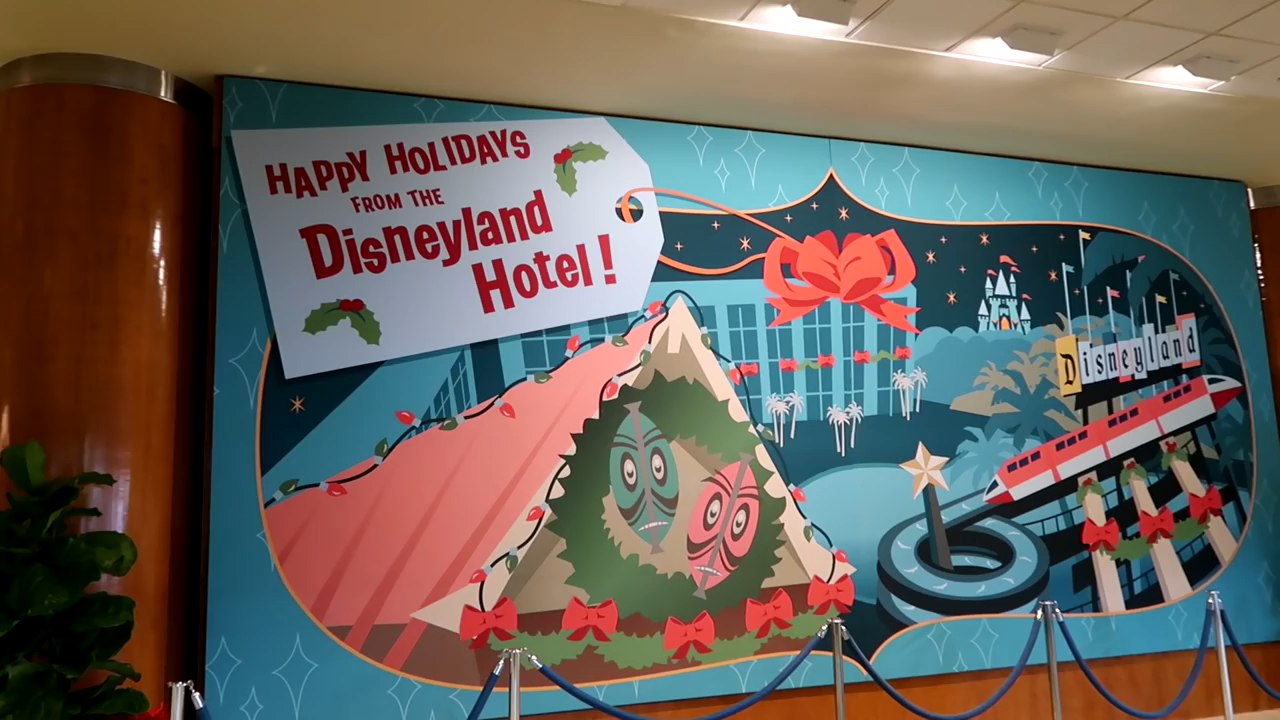 HAPPY HOLIDAYS
FROM THE
Disneyland
Hotel!
Disneyland